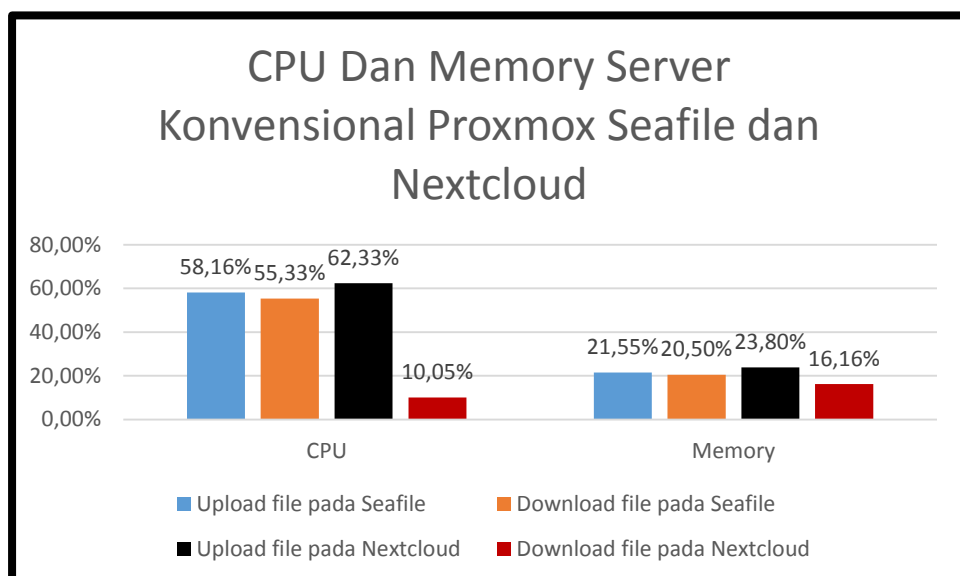 CPU Dan Memory Server
Konvensional Proxmox Seafile dan
Nextcloud
80,00%
60,00%
40,00%
20,00%
0,00%
58,16%
55,33%
62,33%
10,05%
21,55%
20,50%
23,80%
16,16%
CPU
Memory
Upload file pada Seafile
Download file pada Seafile
Upload file pada Nextcloud
Download file pada Nextcloud